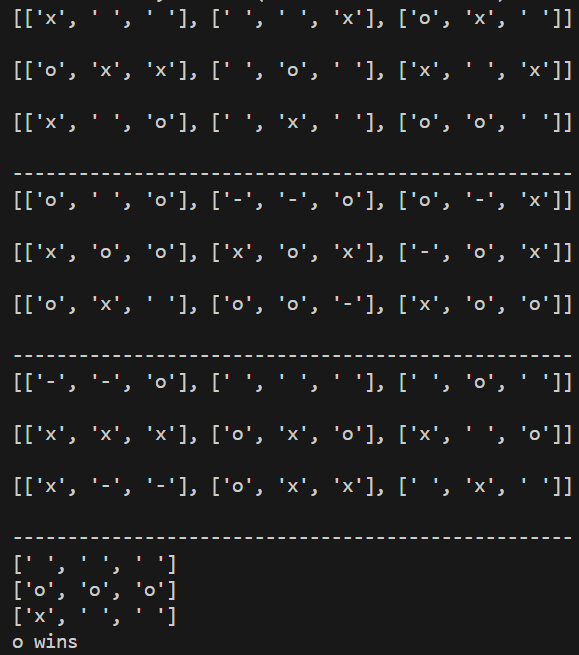 [['x', ' ', ' '], [' ', ' ', 'x'], ['o', 'x', ' ']]
[['o', 'x', 'x'], [' ', 'o', ' '], ['x', ' ', 'x']]
[['x', ' ', 'o'], [' ', 'x', ' '], ['o', 'o', ' ']]
---------------------------------------------------
[['o', ' ', 'o'], ['-', '-', 'o'], ['o', '-', 'x']]
[['x', 'o', 'o'], ['x', 'o', 'x'], ['-', 'o', 'x']]
[['o', 'x', ' '], ['o', 'o', '-'], ['x', 'o', 'o']]
---------------------------------------------------
[['-', '-', 'o'], [' ', ' ', ' '], [' ', 'o', ' ']]
[['x', 'x', 'x'], ['o', 'x', 'o'], ['x', ' ', 'o']]
[['x', '-', '-'], ['o', 'x', 'x'], [' ', 'x', ' ']]
---------------------------------------------------
[' ', ' ', ' ']
['o', 'o', 'o']
['x', ' ', ' ']
o wins